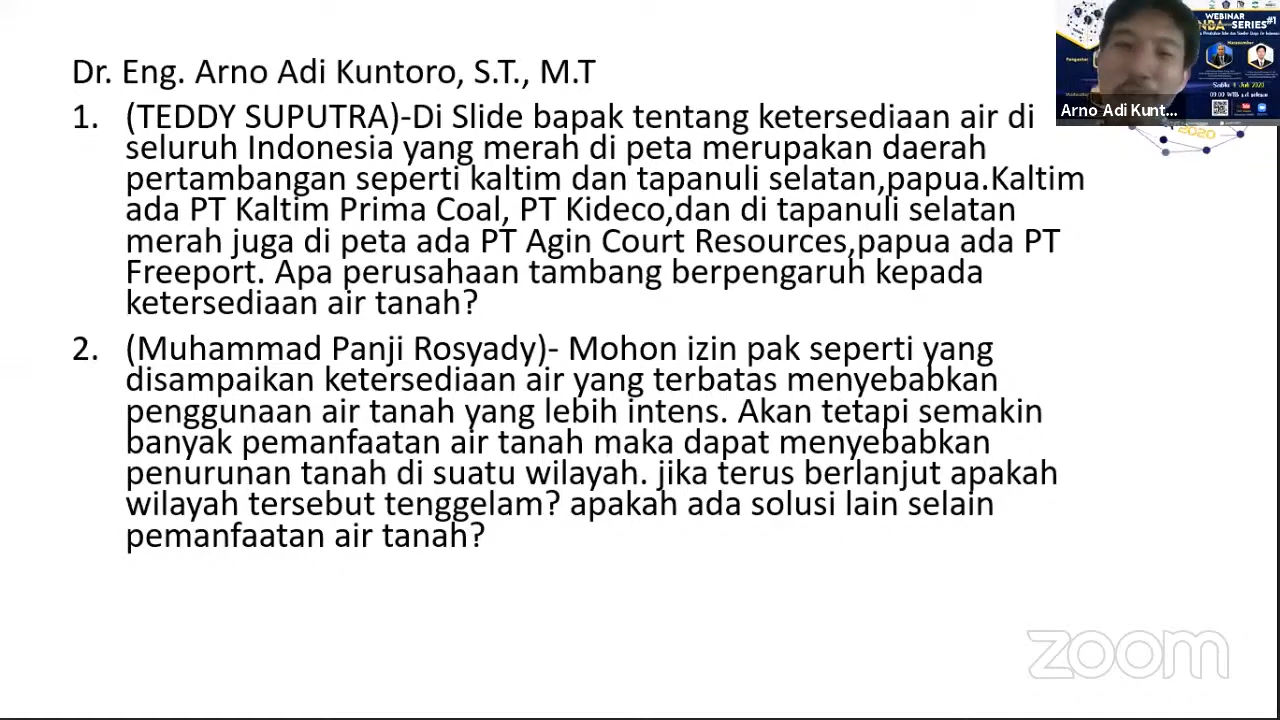 Dr. Eng. Arno Adi Kuntoro, S.T., M.T
1. (TEDDY SUPUTRA)-Di Slide bapak tentang ketersediaan air di
seluruh Indonesia yang merah di peta merupakan daerah
pertambangan seperti kaltim dan tapanuli selatan,papua.Kaltim
ada PT Kaltim Prima Coal, PT Kideco,dan di tapanuli selatan
merah juga di peta ada PT Agin Court Resources,papua ada PT
Freeport. Apa perusahaan tambang berpengaruh kepada
ketersediaan air tanah?
2. (Muhammad Panji Rosyady)- Mohon izin pak seperti yang
disampaikan ketersediaan air yang terbatas menyebabkan
penggunaan air tanah yang lebih intens. Akan tetapi semakin
banyak pemanfaatan air tanah maka dapat menyebabkan
penurunan tanah di suatu wilayah. jika terus berlanjut apakah
wilayah tersebut tenggelam? apakah ada solusi lain selain
pemanfaatan air tanah?
WEBINAR
SERIES#1
Arno Adi Kunt...
2020
zoom